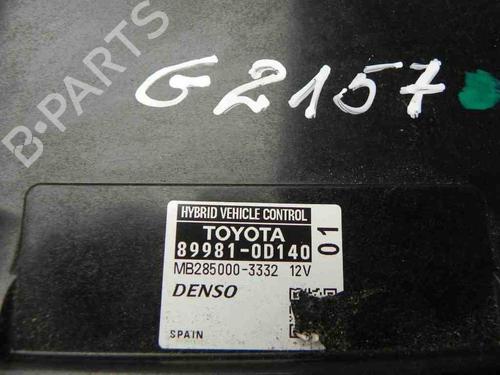 B-PARTS
G2157
HYBRID VEHICLE CONTROL
TOYOTA
89981-0D140
01
MB285000-3332 12V
DENSO
SPAIN